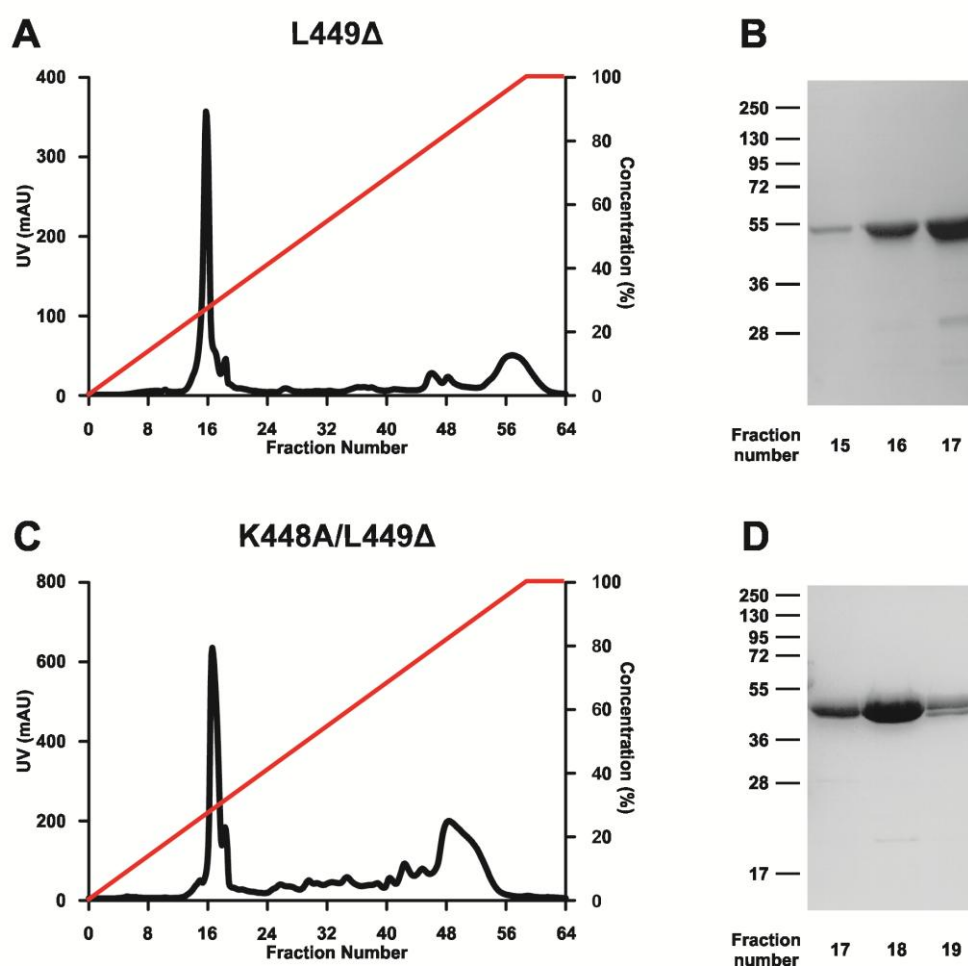 A
L449Δ
400
300
200
100
0
UV (mAU)
100
80
60
40
20
0
Concentration (%)
0 8 16 24 32 40 48 56 64
Fraction Number
B
250
130
95
72
55
36
28
Fraction
number
15 16 17
C
K448A/L449Δ
800
600
400
200
0
UV (mAU)
100
80
60
40
20
0
Concentration (%)
0 8 16 24 32 40 48 56 64
Fraction Number
D
250
130
95
72
55
36
28
17
Fraction
number
17 18 19